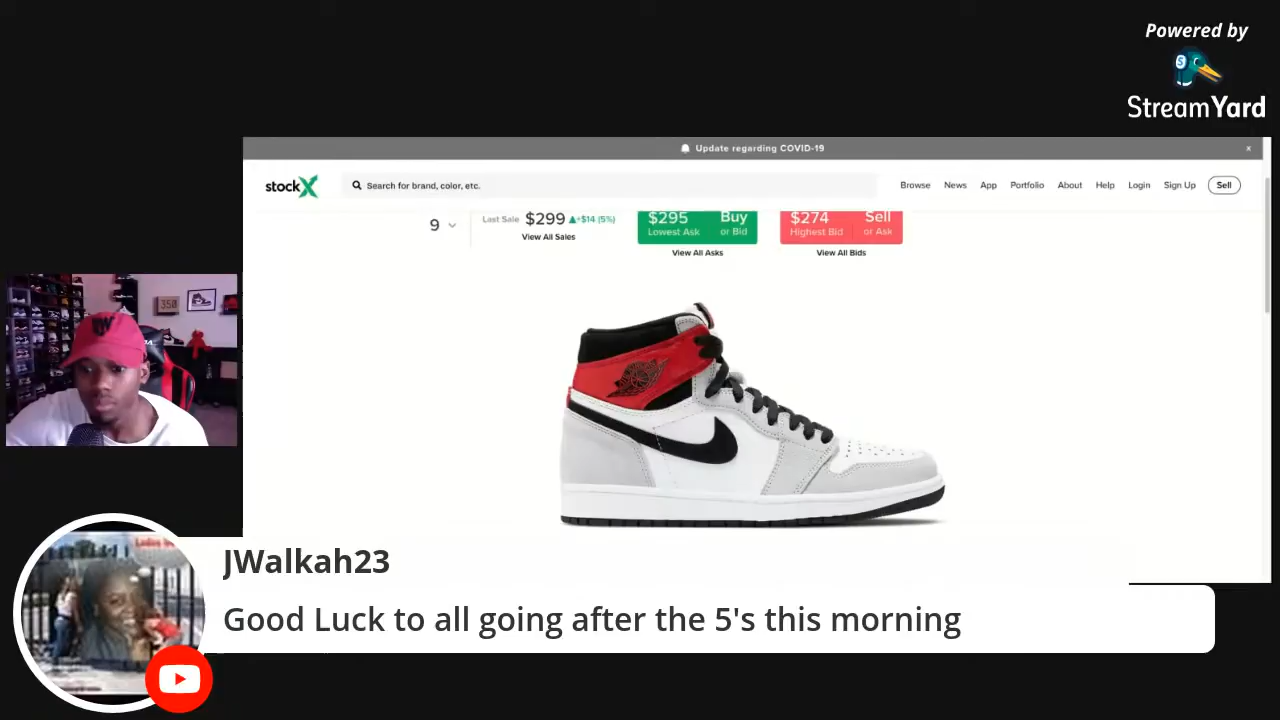 Powered by
StreamYard
Update regarding COVID-19 x
stockX Search for brand, color, etc. Browse News App Portfolio About Help Login Sign Up Sell
9 Last Sale $299 ▲+$14 (5%) $295 Buy $274 Sell
View All Sales Lowest Ask or Bid Highest Bid or Ask
View All Asks View All Bids
350
JWalkah23
Good Luck to all going after the 5's this morning